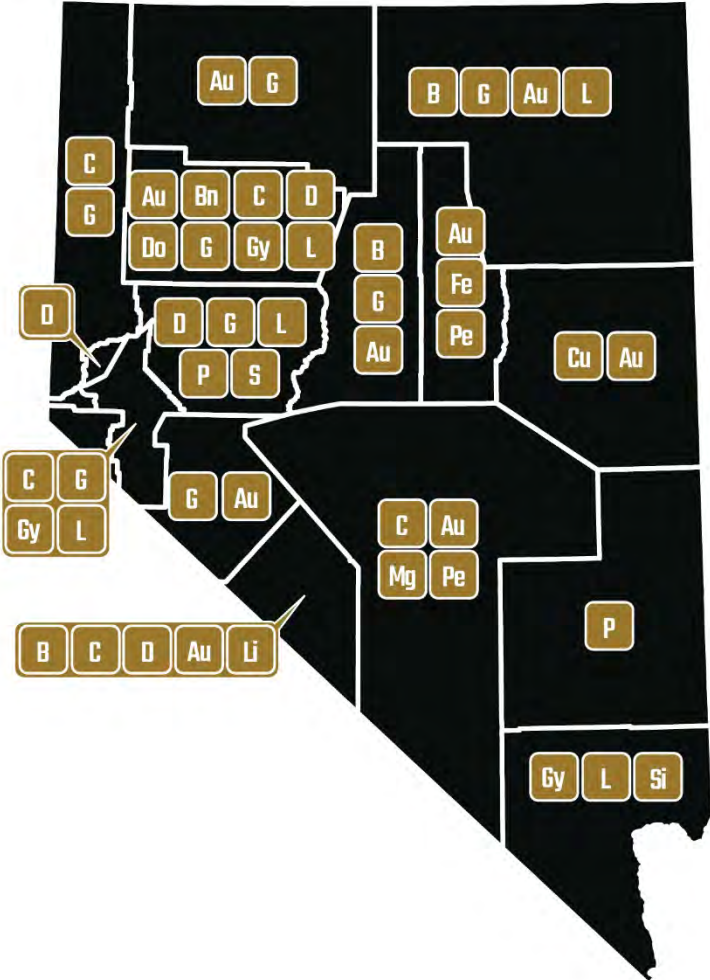 Au G
B G Au L
C
G
Au Bn C D
Do G Gy L
B
G
Au
Au
Fe
Pe
D
D G L
P S
Cu Au
C G
Gy L
G Au
C Au
Mg Pe
B C D Au Li
P
Gy L Si